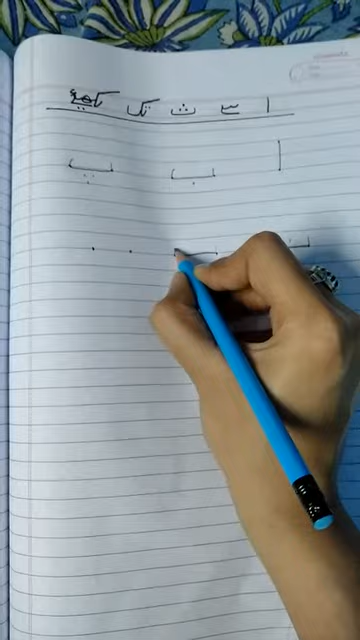 ا سے ث تک لکھیے
ا ب پ